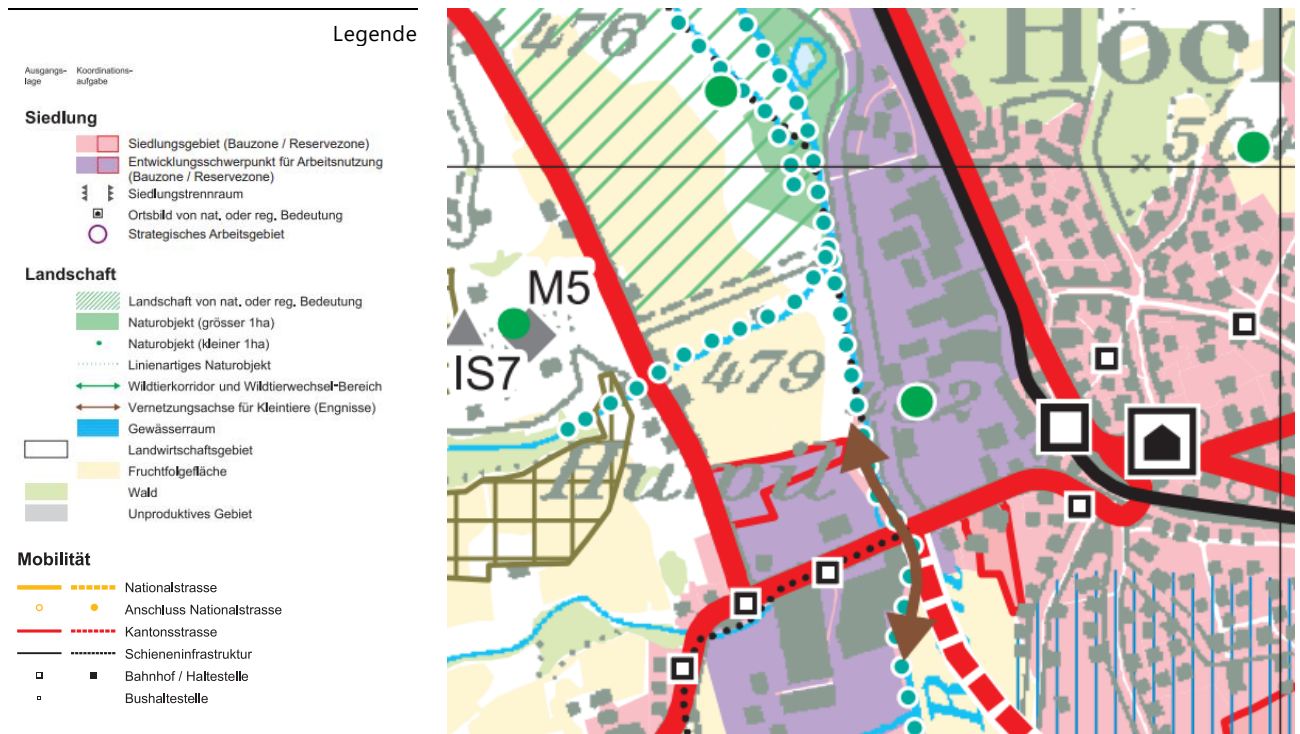 Legende
Ausgangs- Koordinations-
lage aufgabe
Siedlung
Siedlungsgebiet (Bauzone / Reservezone)
Entwicklungsschwerpunkt für Arbeitsnutzung
(Bauzone / Reservezone)
Siedlungstrennraum
Ortsbild von nat. oder reg. Bedeutung
Strategisches Arbeitsgebiet
Landschaft
Landschaft von nat. oder reg. Bedeutung
Naturobjekt (grösser 1ha)
Naturobjekt (kleiner 1ha)
Linienartiges Naturobjekt
Wildtierkorridor und Wildtierwechsel-Bereich
Vernetzungsachse für Kleintiere (Engnisse)
Gewässerraum
Landwirtschaftsgebiet
Fruchtfolgefläche
Wald
Unproduktives Gebiet
Mobilität
Nationalstrasse
Anschluss Nationalstrasse
Kantonsstrasse
Schieneninfrastruktur
Bahnhof / Haltestelle
Bushaltestelle
476
Hoch
M5
IS7
479